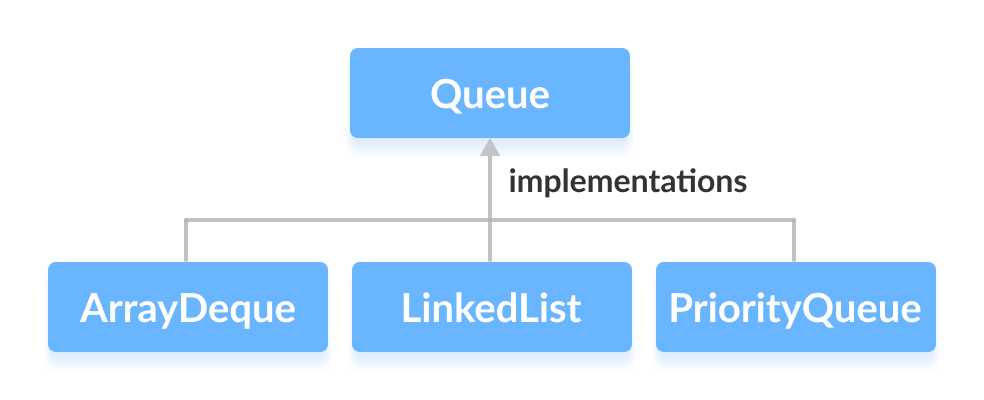 Queue
implementations
ArrayDeque
LinkedList
PriorityQueue